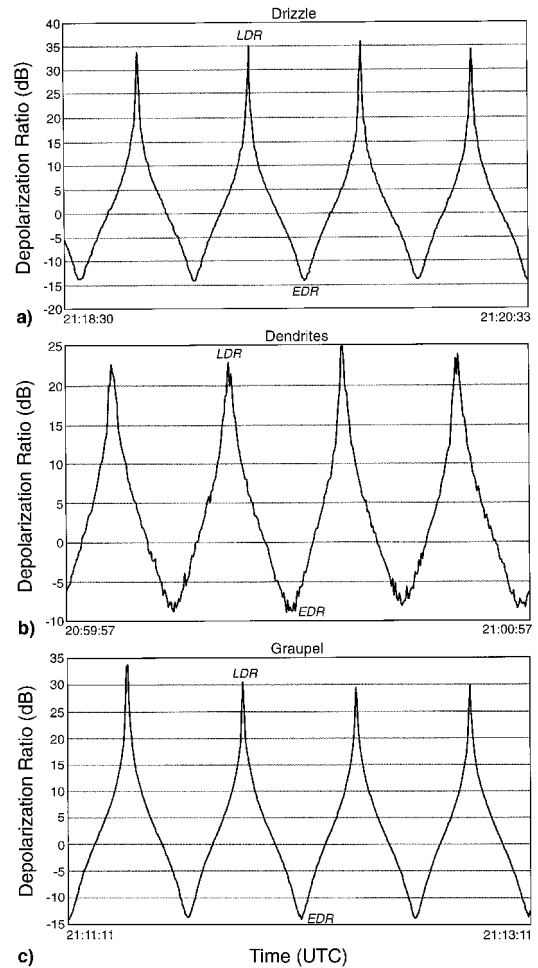 Drizzle
Depolarization Ratio (dB)
40
35
30
25
20
15
10
5
0
-5
-10
-15
-20
LDR
EDR
a)
21:18:30
21:20:33
Dendrites
Depolarization Ratio (dB)
25
20
15
10
5
0
-5
-10
LDR
EDR
b)
20:59:57
21:00:57
Graupel
Depolarization Ratio (dB)
35
30
25
20
15
10
5
0
-5
-10
-15
LDR
EDR
c)
21:11:11
21:13:11
Time (UTC)